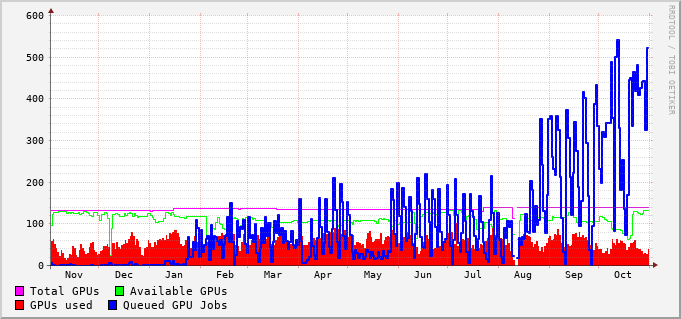 600
500
400
300
200
100
0
Nov Dec Jan Feb Mar Apr May Jun Jul Aug Sep Oct
Total GPUs Available GPUs
GPUs used Queued GPU Jobs
RRDTOOL / TOBI OETIKER